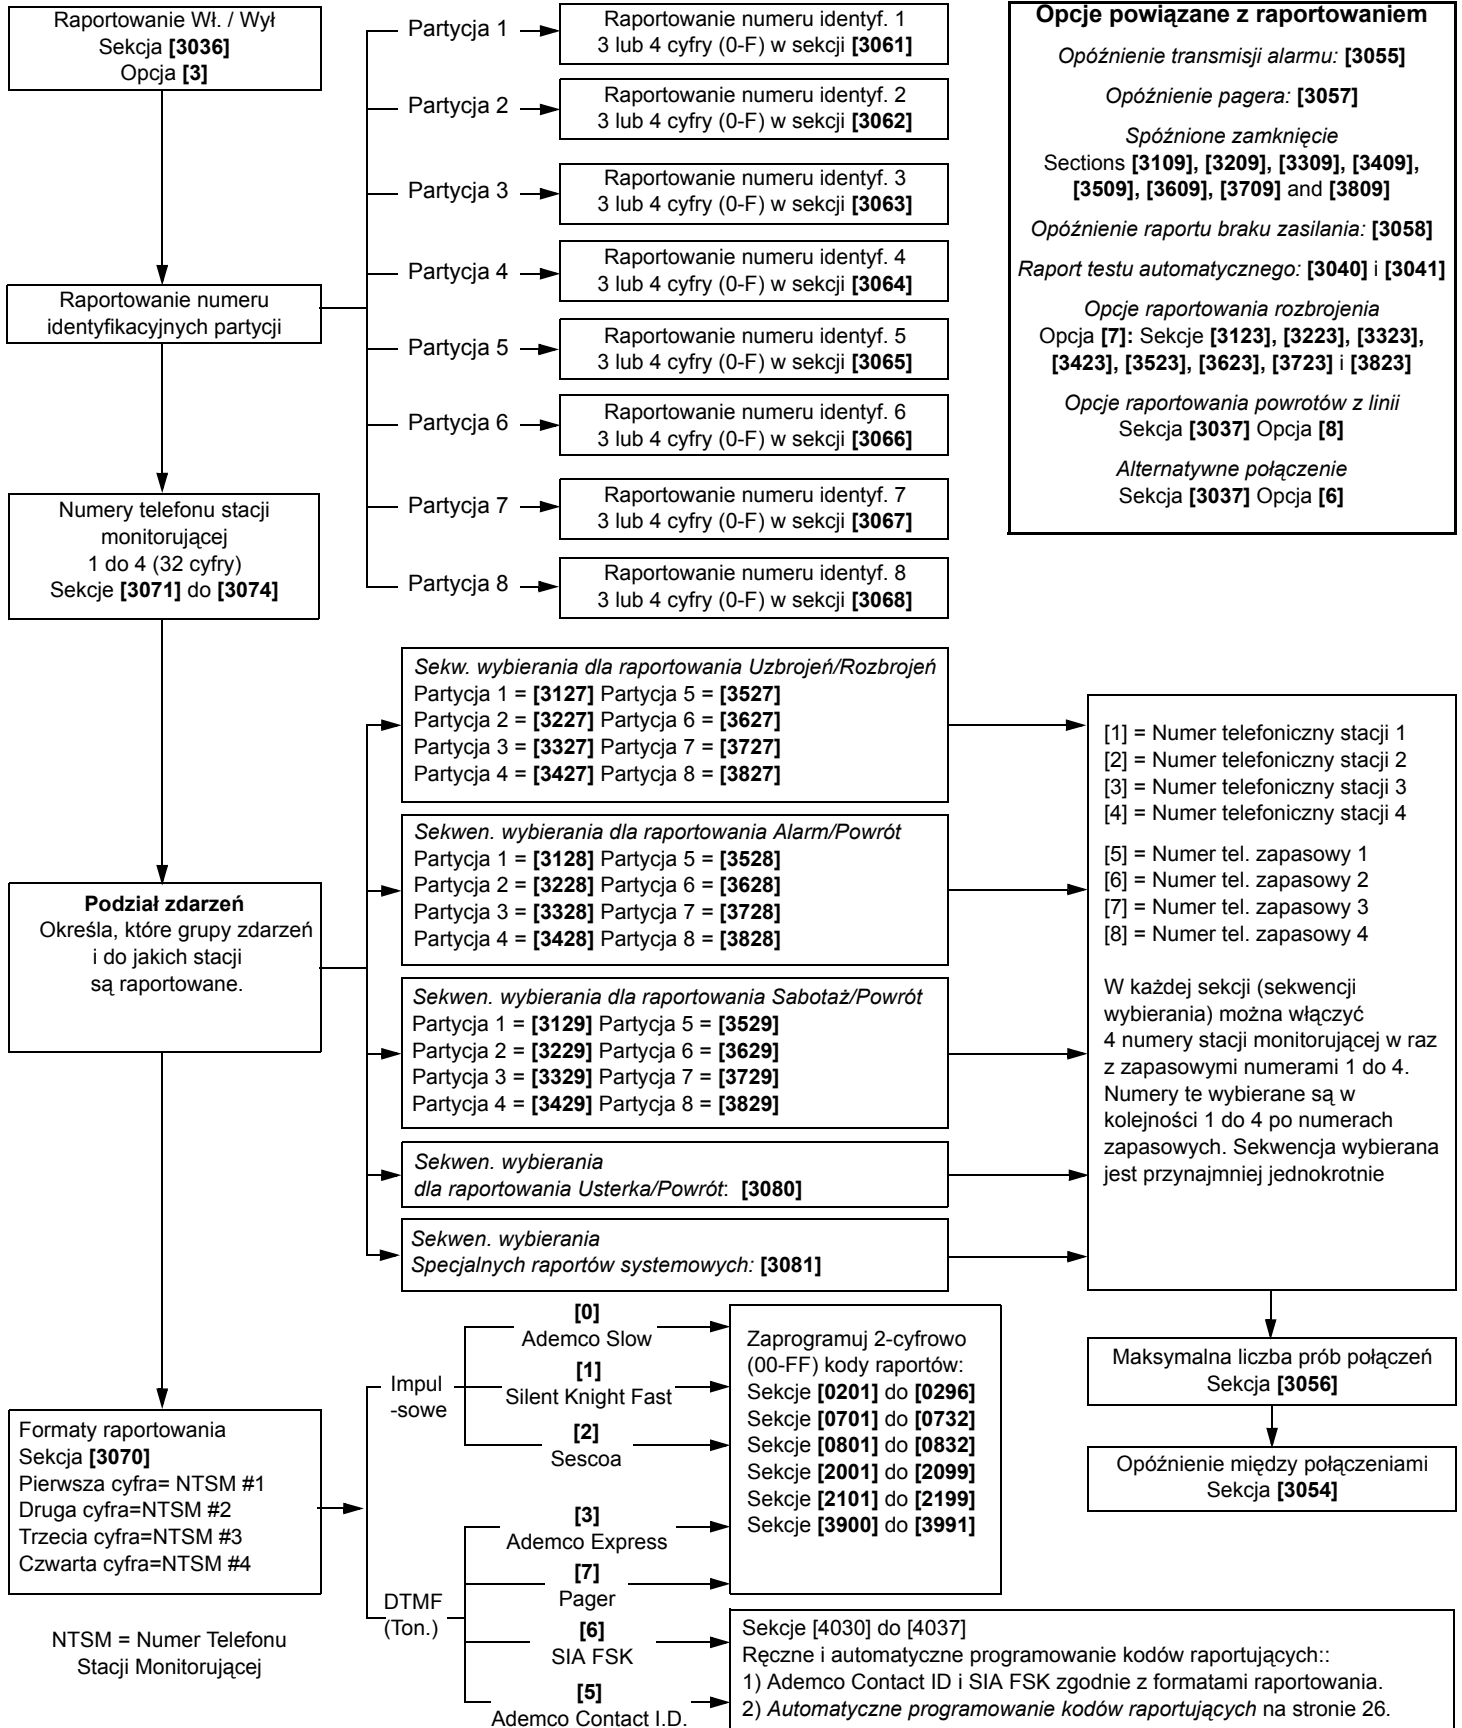 Raportowanie Wł. / Wył
Sekcja [3036]
Opcja [3]
Raportowanie numeru
identyfikacyjnych partycji
Numery telefonu stacji
monitorującej
1 do 4 (32 cyfry)
Sekcje [3071] do [3074]
Podział zdarzeń
Określa, które grupy zdarzeń
i do jakich stacji
są raportowane.
Formaty raportowania
Sekcja [3070]
Pierwsza cyfra= NTSM #1
Druga cyfra=NTSM #2
Trzecia cyfra=NTSM #3
Czwarta cyfra=NTSM #4
NTSM = Numer Telefonu
Stacji Monitorującej
Partycja 1
Raportowanie numeru identyf. 1
3 lub 4 cyfry (0-F) w sekcji [3061]
Partycja 2
Raportowanie numeru identyf. 2
3 lub 4 cyfry (0-F) w sekcji [3062]
Partycja 3
Raportowanie numeru identyf. 3
3 lub 4 cyfry (0-F) w sekcji [3063]
Partycja 4
Raportowanie numeru identyf. 4
3 lub 4 cyfry (0-F) w sekcji [3064]
Partycja 5
Raportowanie numeru identyf. 5
3 lub 4 cyfry (0-F) w sekcji [3065]
Partycja 6
Raportowanie numeru identyf. 6
3 lub 4 cyfry (0-F) w sekcji [3066]
Partycja 7
Raportowanie numeru identyf. 7
3 lub 4 cyfry (0-F) w sekcji [3067]
Partycja 8
Raportowanie numeru identyf. 8
3 lub 4 cyfry (0-F) w sekcji [3068]
Opcje powiązane z raportowaniem
Opóźnienie transmisji alarmu: [3055]
Opóźnienie pagera: [3057]
Spóźnione zamknięcie
Sections [3109], [3209], [3309], [3409],
[3509], [3609], [3709] and [3809]
Opóźnienie raportu braku zasilania: [3058]
Raport testu automatycznego: [3040] i [3041]
Opcje raportowania rozbrojenia
Opcja [7]: Sekcje [3123], [3223], [3323],
[3423], [3523], [3623], [3723] i [3823]
Opcje raportowania powrotów z linii
Sekcja [3037] Opcja [8]
Alternatywne połączenie
Sekcja [3037] Opcja [6]
Sekw. wybierania dla raportowania Uzbrojeń/Rozbrojeń
Partycja 1 = [3127] Partycja 5 = [3527]
Partycja 2 = [3227] Partycja 6 = [3627]
Partycja 3 = [3327] Partycja 7 = [3727]
Partycja 4 = [3427] Partycja 8 = [3827]
Sekwen. wybierania dla raportowania Alarm/Powrót
Partycja 1 = [3128] Partycja 5 = [3528]
Partycja 2 = [3228] Partycja 6 = [3628]
Partycja 3 = [3328] Partycja 7 = [3728]
Partycja 4 = [3428] Partycja 8 = [3828]
Sekwen. wybierania dla raportowania Sabotaż/Powrót
Partycja 1 = [3129] Partycja 5 = [3529]
Partycja 2 = [3229] Partycja 6 = [3629]
Partycja 3 = [3329] Partycja 7 = [3729]
Partycja 4 = [3429] Partycja 8 = [3829]
Sekwen. wybierania
dla raportowania Usterka/Powrót: [3080]
Sekwen. wybierania
Specjalnych raportów systemowych: [3081]
[1] = Numer telefoniczny stacji 1
[2] = Numer telefoniczny stacji 2
[3] = Numer telefoniczny stacji 3
[4] = Numer telefoniczny stacji 4
[5] = Numer tel. zapasowy 1
[6] = Numer tel. zapasowy 2
[7] = Numer tel. zapasowy 3
[8] = Numer tel. zapasowy 4
W każdej sekcji (sekwencji
wybierania) można włączyć
4 numery stacji monitorującej w raz
z zapasowymi numerami 1 do 4.
Numery te wybierane są w
kolejności 1 do 4 po numerach
zapasowych. Sekwencja wybierana
jest przynajmniej jednokrotnie
Maksymalna liczba prób połączeń
Sekcja [3056]
Opóźnienie między połączeniami
Sekcja [3054]
Impul
-sowe
[0]
Ademco Slow
[1]
Silent Knight Fast
[2]
Sescoa
DTMF
(Ton.)
[3]
Ademco Express
[7]
Pager
[6]
SIA FSK
[5]
Ademco Contact I.D.
Zaprogramuj 2-cyfrowo
(00-FF) kody raportów:
Sekcje [0201] do [0296]
Sekcje [0701] do [0732]
Sekcje [0801] do [0832]
Sekcje [2001] do [2099]
Sekcje [2101] do [2199]
Sekcje [3900] do [3991]
Sekcje [4030] do [4037]
Ręczne i automatyczne programowanie kodów raportujących::
1) Ademco Contact ID i SIA FSK zgodnie z formatami raportowania.
2) Automatyczne programowanie kodów raportujących na stronie 26.